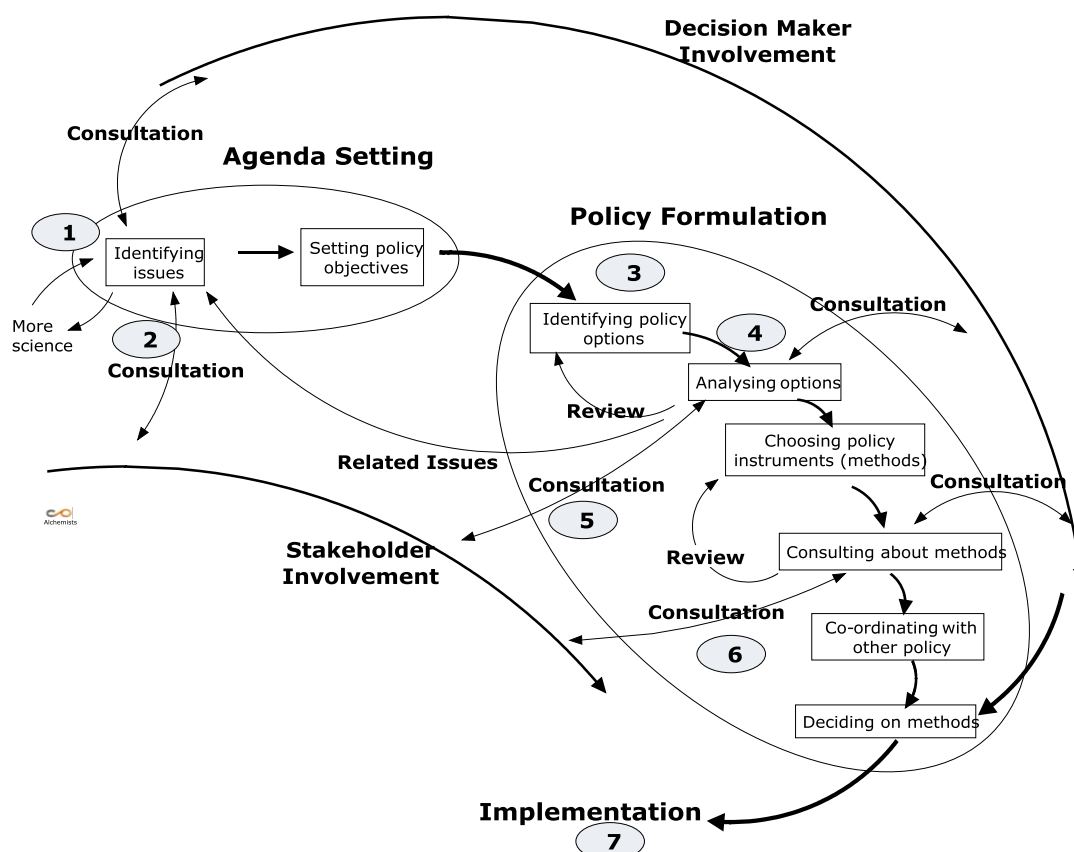 Decision Maker
Involvement
Consultation
Agenda Setting
1
Identifying
issues
Setting policy
objectives
More
science
2
Consultation
Policy Formulation
3
Identifying policy
options
4
Consultation
Analysing options
Review
Related Issues
Choosing policy
instruments (methods)
Consultation
5
Consultation
Review
Consulting about methods
Stakeholder
Involvement
Consultation
6
Co-ordinating with
other policy
Deciding on methods
Implementation
7
Alchemists